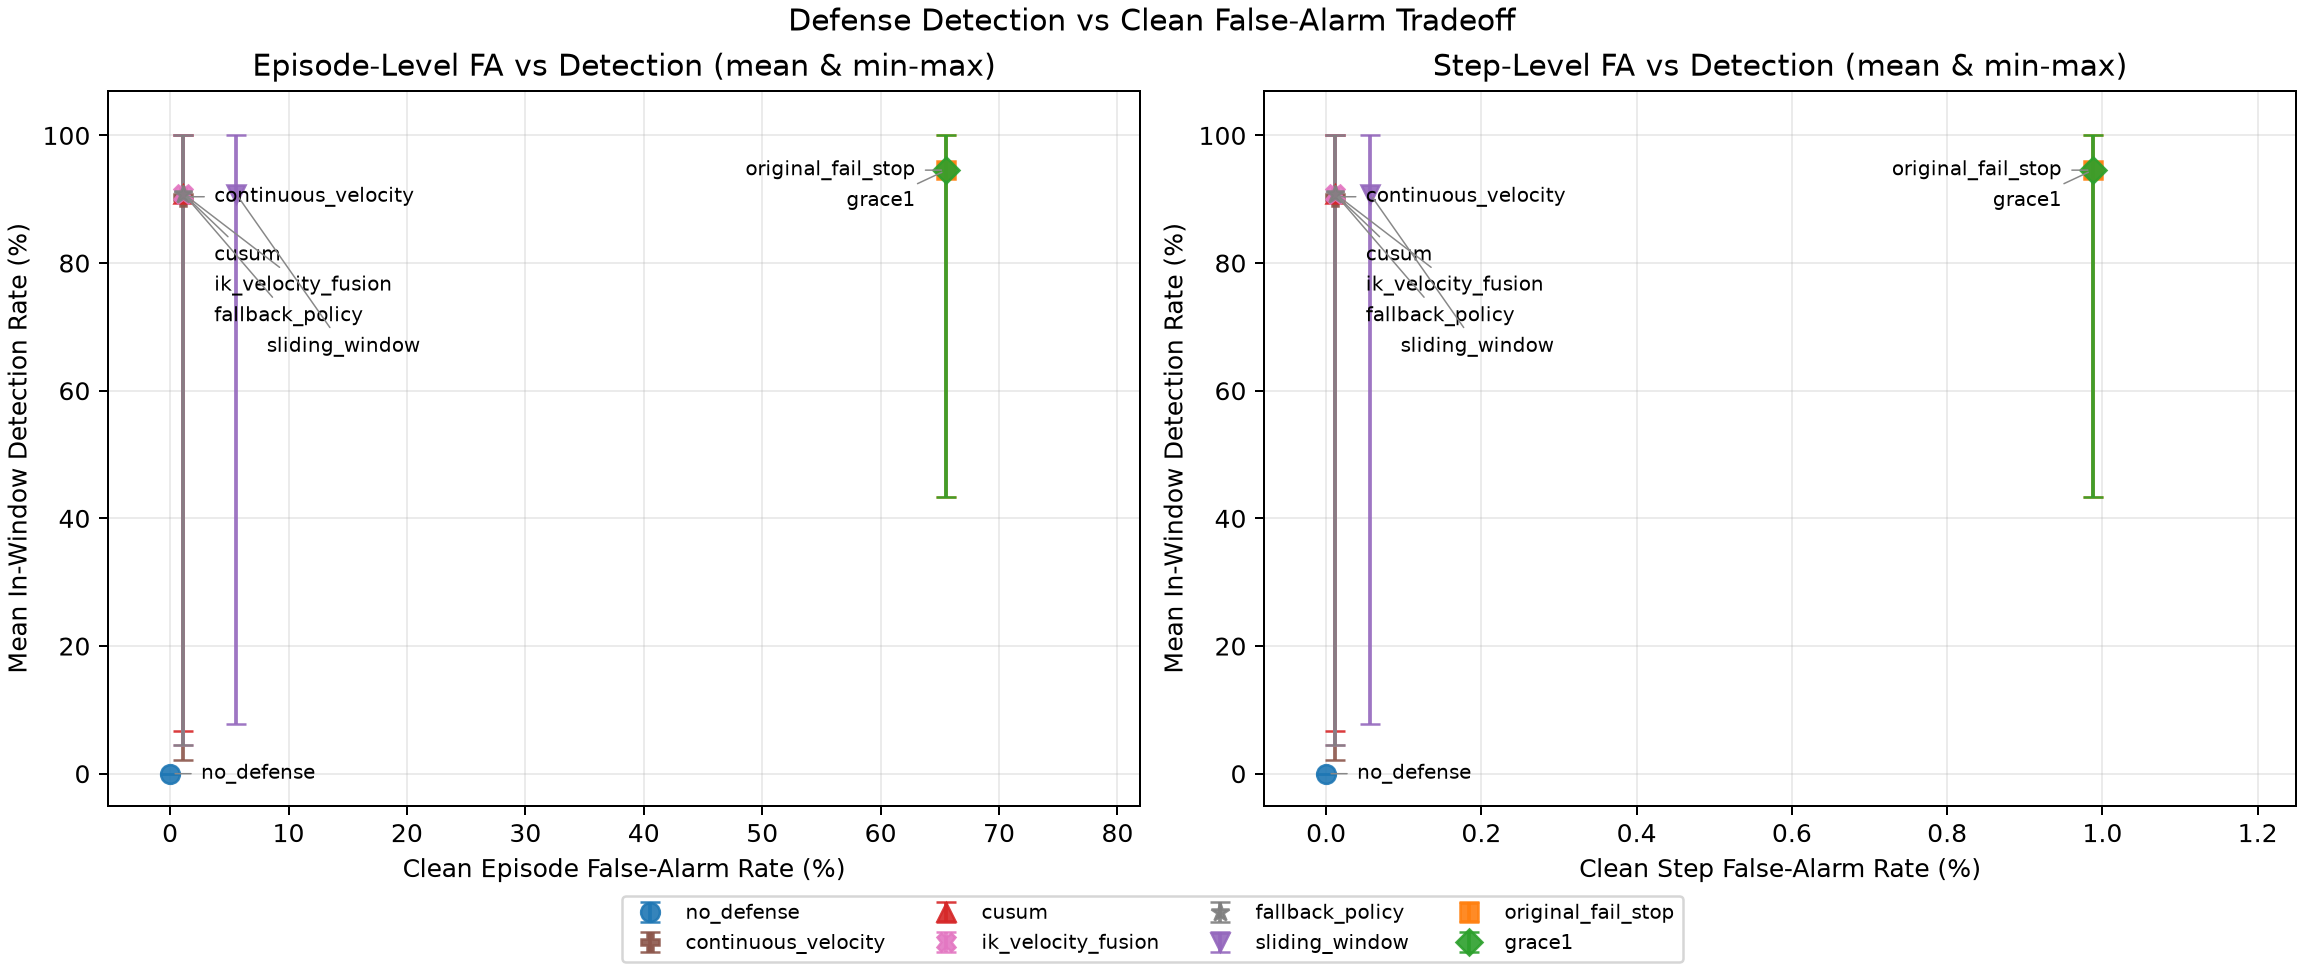 Defense Detection vs Clean False-Alarm Tradeoff
Episode-Level FA vs Detection (mean & min-max)
Mean In-Window Detection Rate (%)
100
80
60
40
20
0
original_fail_stop
grace1
continuous_velocity
cusum
ik_velocity_fusion
fallback_policy
sliding_window
no_defense
0 10 20 30 40 50 60 70 80
Clean Episode False-Alarm Rate (%)
Step-Level FA vs Detection (mean & min-max)
Mean In-Window Detection Rate (%)
100
80
60
40
20
0
original_fail_stop
grace1
continuous_velocity
cusum
ik_velocity_fusion
fallback_policy
sliding_window
no_defense
0.0 0.2 0.4 0.6 0.8 1.0 1.2
Clean Step False-Alarm Rate (%)
no_defense cusum fallback_policy original_fail_stop
continuous_velocity ik_velocity_fusion sliding_window grace1